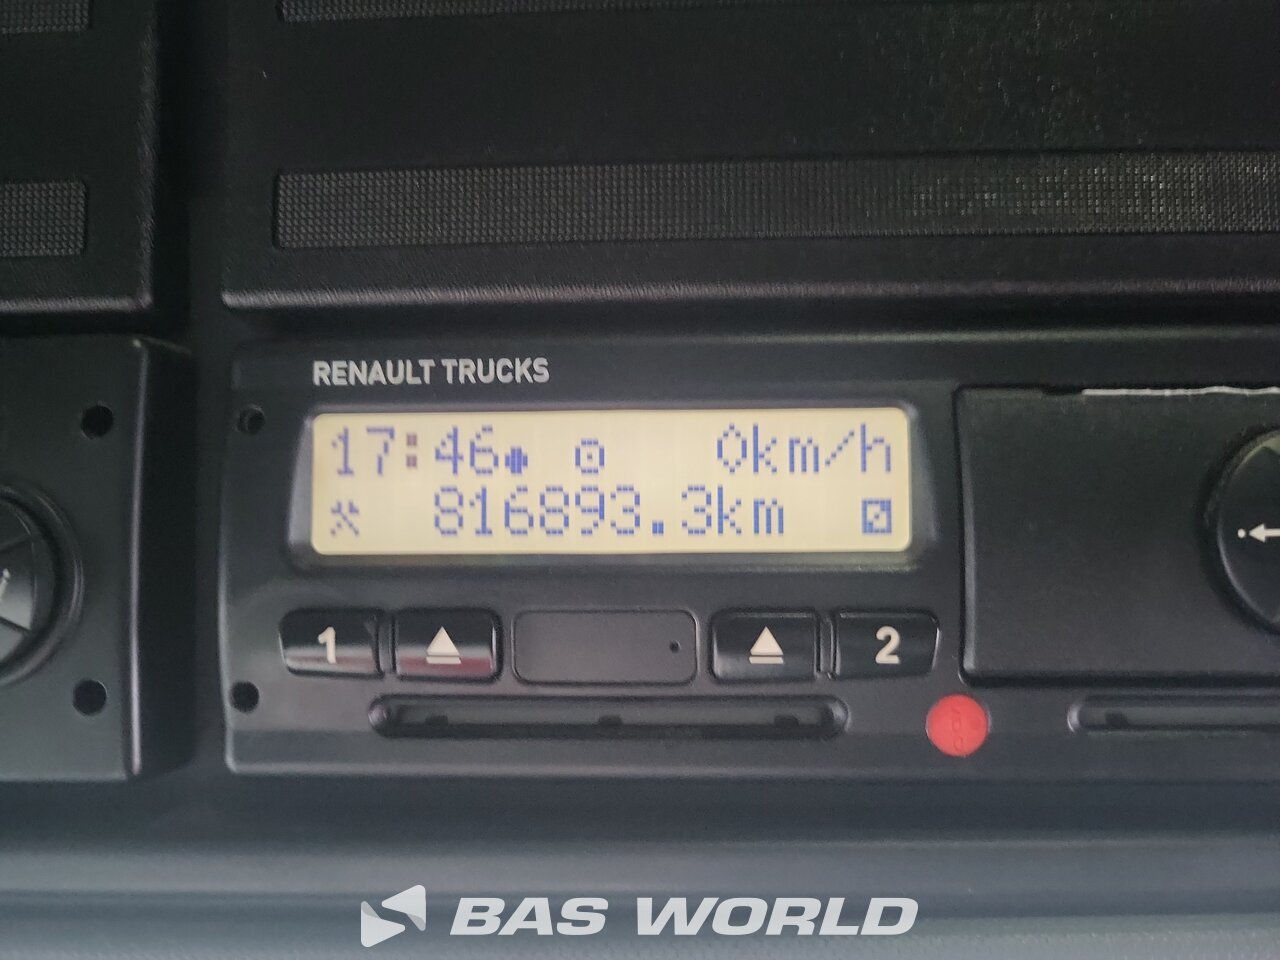 RENAULT TRUCKS
17:46 0km/h
816893.3km
1 2
BAS WORLD